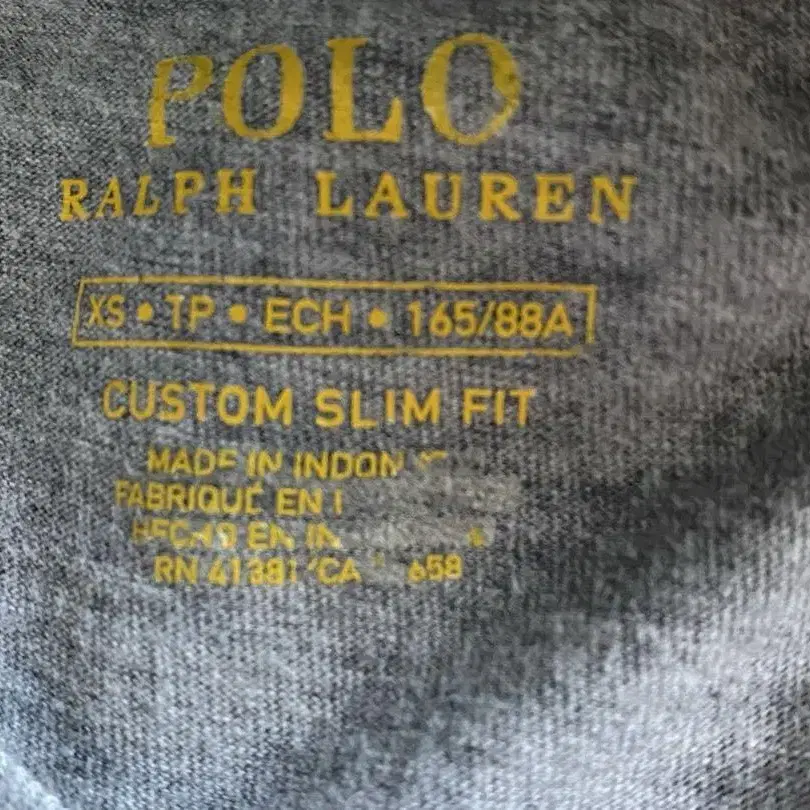 POLO
RALPH LAUREN
XS • TP • ECH • 165/88A
CUSTOM SLIM FIT
MADE IN
FABRIQUÉ EN
HECHO EN
RN 41381 CA